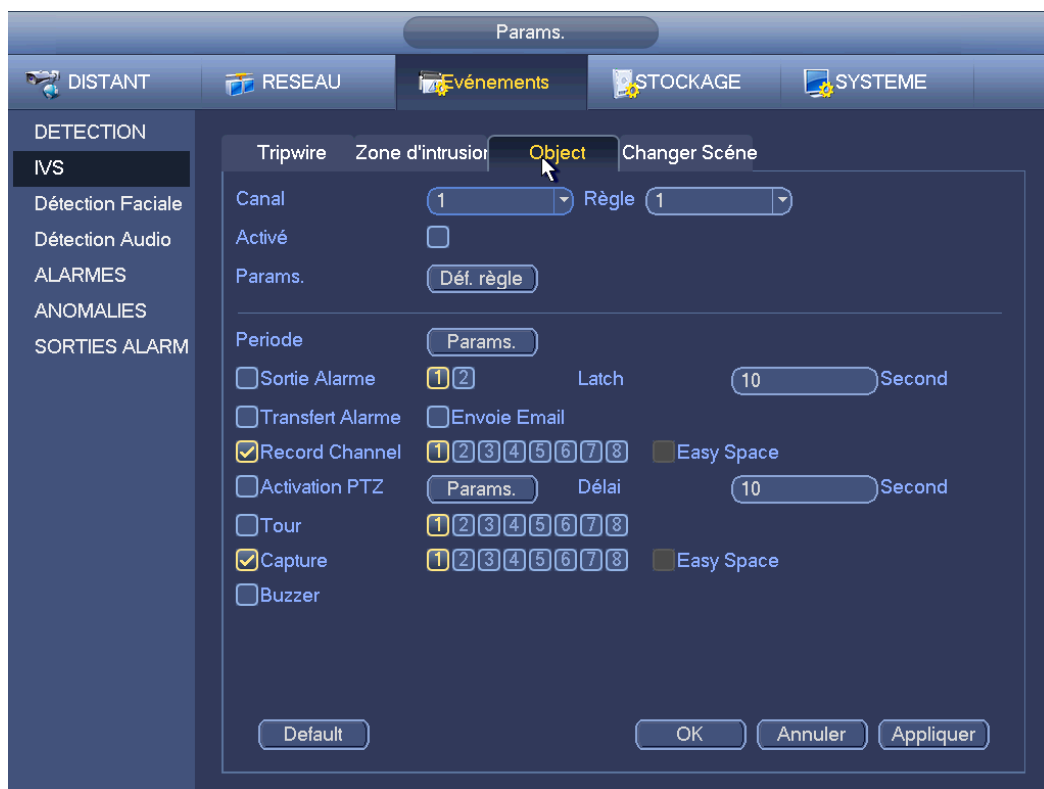 Params.
DISTANT RESEAU Evénements STOCKAGE SYSTEME
DETECTION
IVS
Détection Faciale
Détection Audio
ALARMES
ANOMALIES
SORTIES ALARM
Tripwire Zone d'intrusion Object Changer Scéne
Canal 1 Règle 1
Activé
Params. Déf. règle
Periode Params.
Sortie Alarme 1 2 Latch 10 Second
Transfert Alarme Envoie Email
Record Channel 1 2 3 4 5 6 7 8 Easy Space
Activation PTZ Params. Délai 10 Second
Tour 1 2 3 4 5 6 7 8
Capture 1 2 3 4 5 6 7 8 Easy Space
Buzzer
Default OK Annuler Appliquer